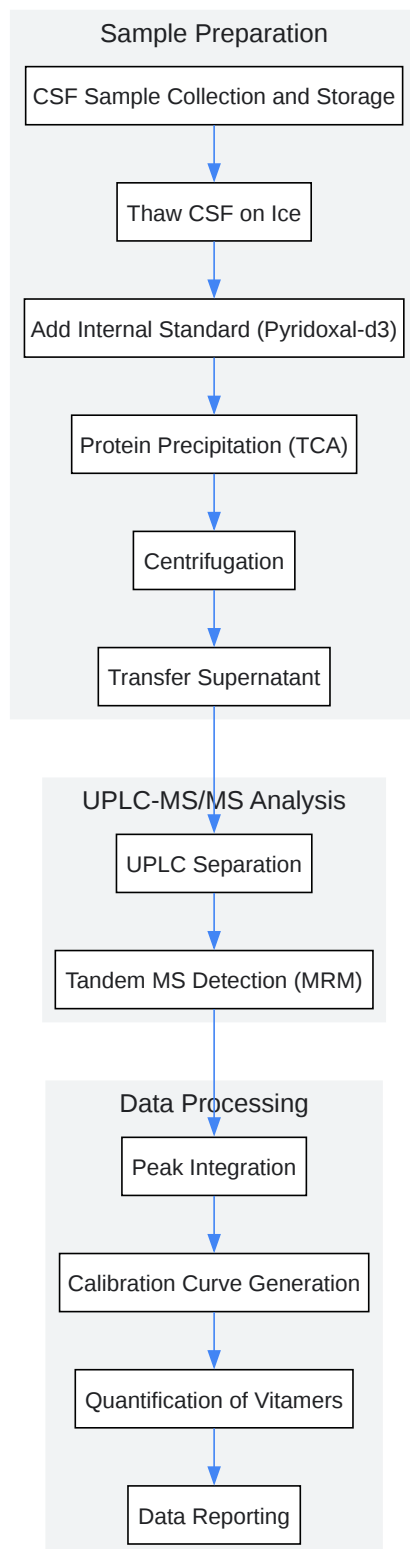 Sample Preparation
CSF Sample Collection and Storage
Thaw CSF on Ice
Add Internal Standard (Pyridoxal-d3)
Protein Precipitation (TCA)
Centrifugation
Transfer Supernatant
UPLC-MS/MS Analysis
UPLC Separation
Tandem MS Detection (MRM)
Data Processing
Peak Integration
Calibration Curve Generation
Quantification of Vitamers
Data Reporting